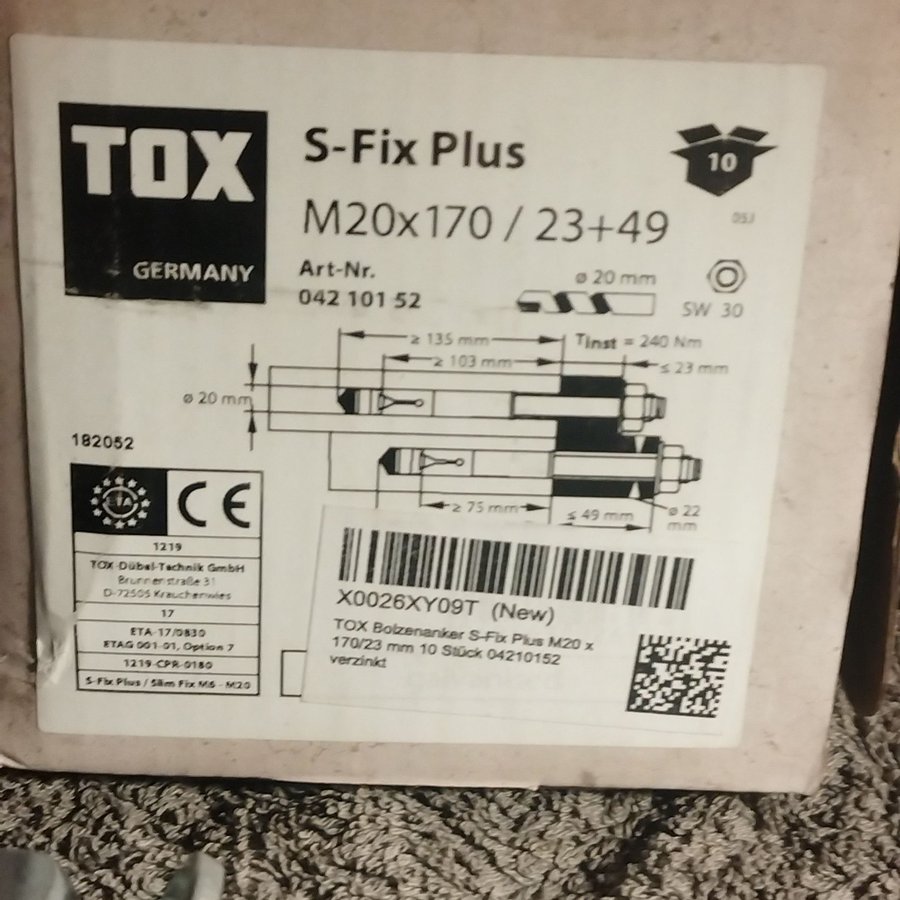 TOX
GERMANY
S-Fix Plus
M20x170 / 23+49
Art-Nr.
042 101 52
10
05J
ø 20 mm
SW 30
≥ 135 mm
Tinst = 240 Nm
≥ 103 mm
≤ 23 mm
ø 20 mm
182052
≥ 75 mm
≤ 49 mm
ø 22
mm
ETA
CE
1219
TOX-Dübel-Technik GmbH
Brunnenstraße 31
D-72505 Krauchenwies
17
ETA-17/0830
ETAG 001-01, Option 7
1219-CPR-0180
S-Fix Plus / Slim Fix M6 - M20
X0026XY09T (New)
TOX Bolzenanker S-Fix Plus M20 x
170/23 mm 10 Stück 04210152
verzinkt